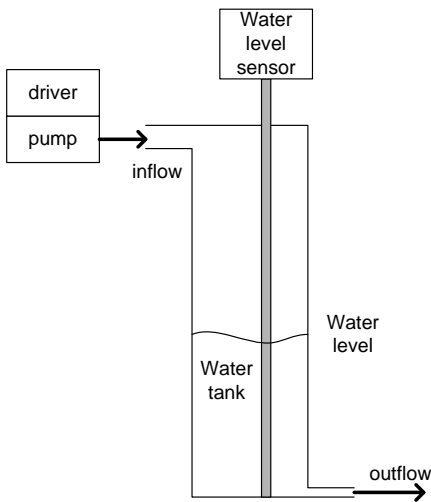 Water
level
sensor
driver
pump
inflow
Water
level
Water
tank
outflow